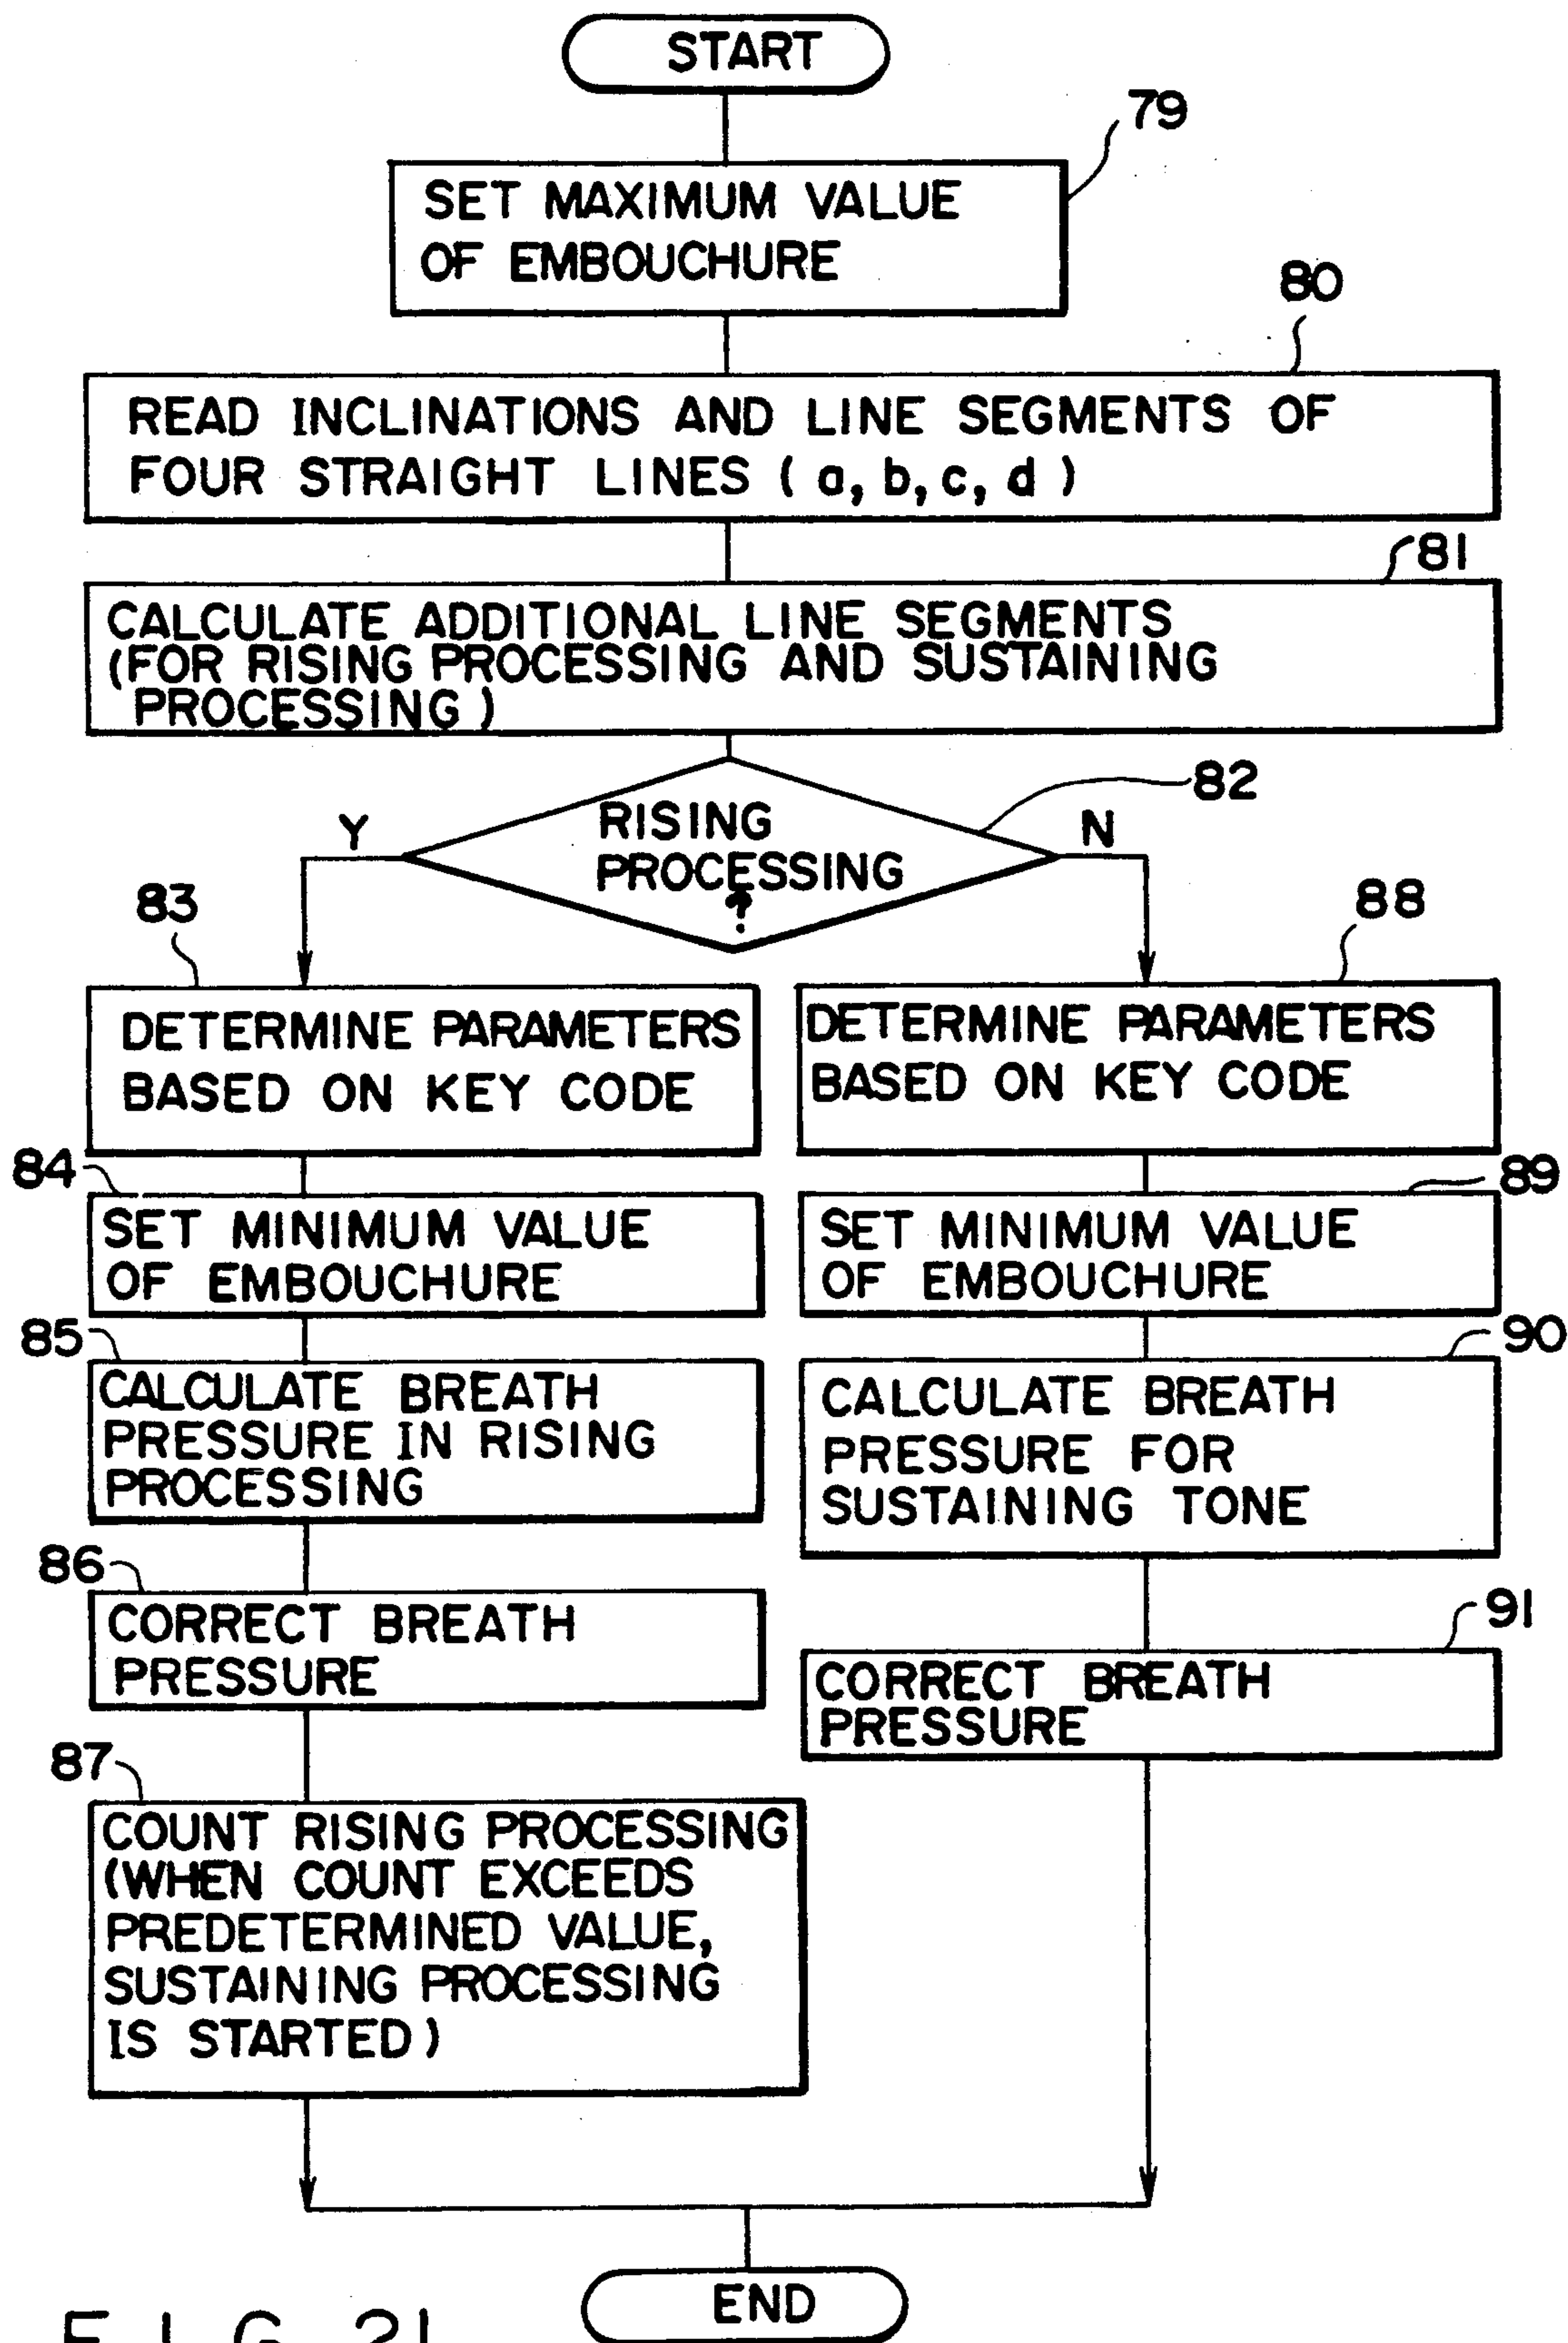 START
79
SET MAXIMUM VALUE
OF EMBOUCHURE
80
READ INCLINATIONS AND LINE SEGMENTS OF
FOUR STRAIGHT LINES (a, b, c, d)
81
CALCULATE ADDITIONAL LINE SEGMENTS
(FOR RISING PROCESSING AND SUSTAINING
PROCESSING)
82
Y
RISING
PROCESSING
?
N
83
DETERMINE PARAMETERS
BASED ON KEY CODE
84
SET MINIMUM VALUE
OF EMBOUCHURE
85
CALCULATE BREATH
PRESSURE IN RISING
PROCESSING
86
CORRECT BREATH
PRESSURE
87
COUNT RISING PROCESSING
(WHEN COUNT EXCEEDS
PREDETERMINED VALUE,
SUSTAINING PROCESSING
IS STARTED)
88
DETERMINE PARAMETERS
BASED ON KEY CODE
89
SET MINIMUM VALUE
OF EMBOUCHURE
90
CALCULATE BREATH
PRESSURE FOR
SUSTAINING TONE
91
CORRECT BREATH
PRESSURE
END
FIG. 21